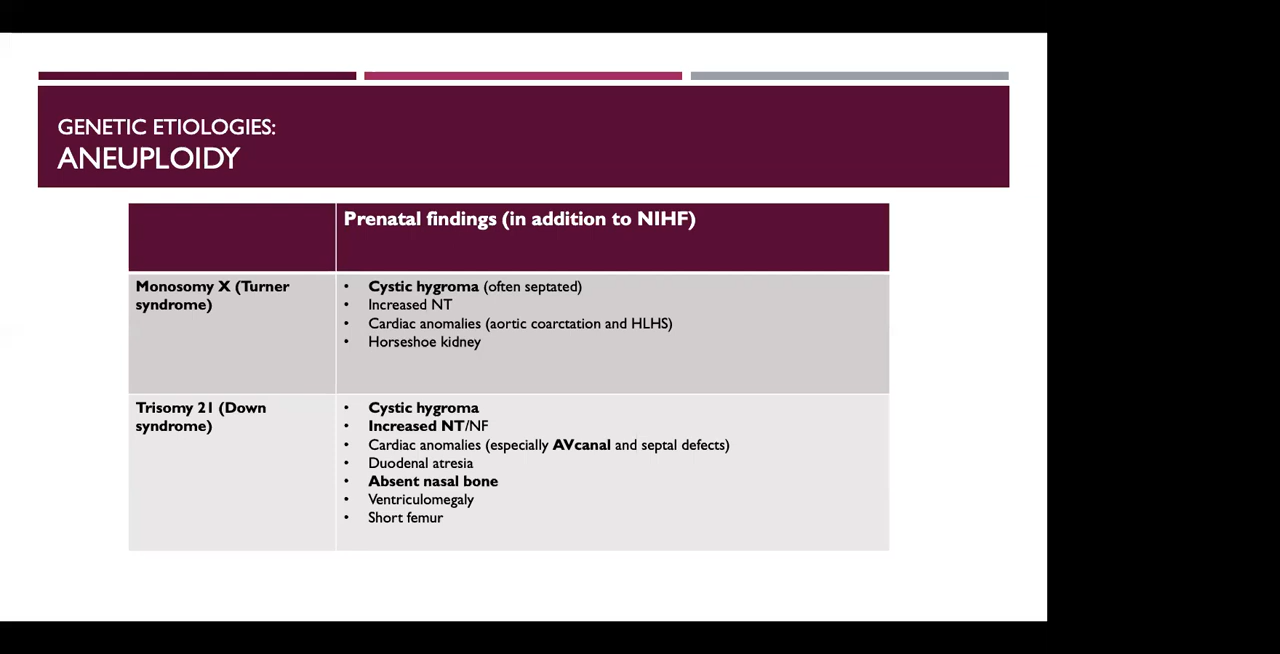 GENETIC ETIOLOGIES:
ANEUPLOIDY
Prenatal findings (in addition to NIHF)
Monosomy X (Turner
syndrome)
• Cystic hygroma (often septated)
• Increased NT
• Cardiac anomalies (aortic coarctation and HLHS)
• Horseshoe kidney
Trisomy 21 (Down
syndrome)
• Cystic hygroma
• Increased NT/NF
• Cardiac anomalies (especially AVcanal and septal defects)
• Duodenal atresia
• Absent nasal bone
• Ventriculomegaly
• Short femur